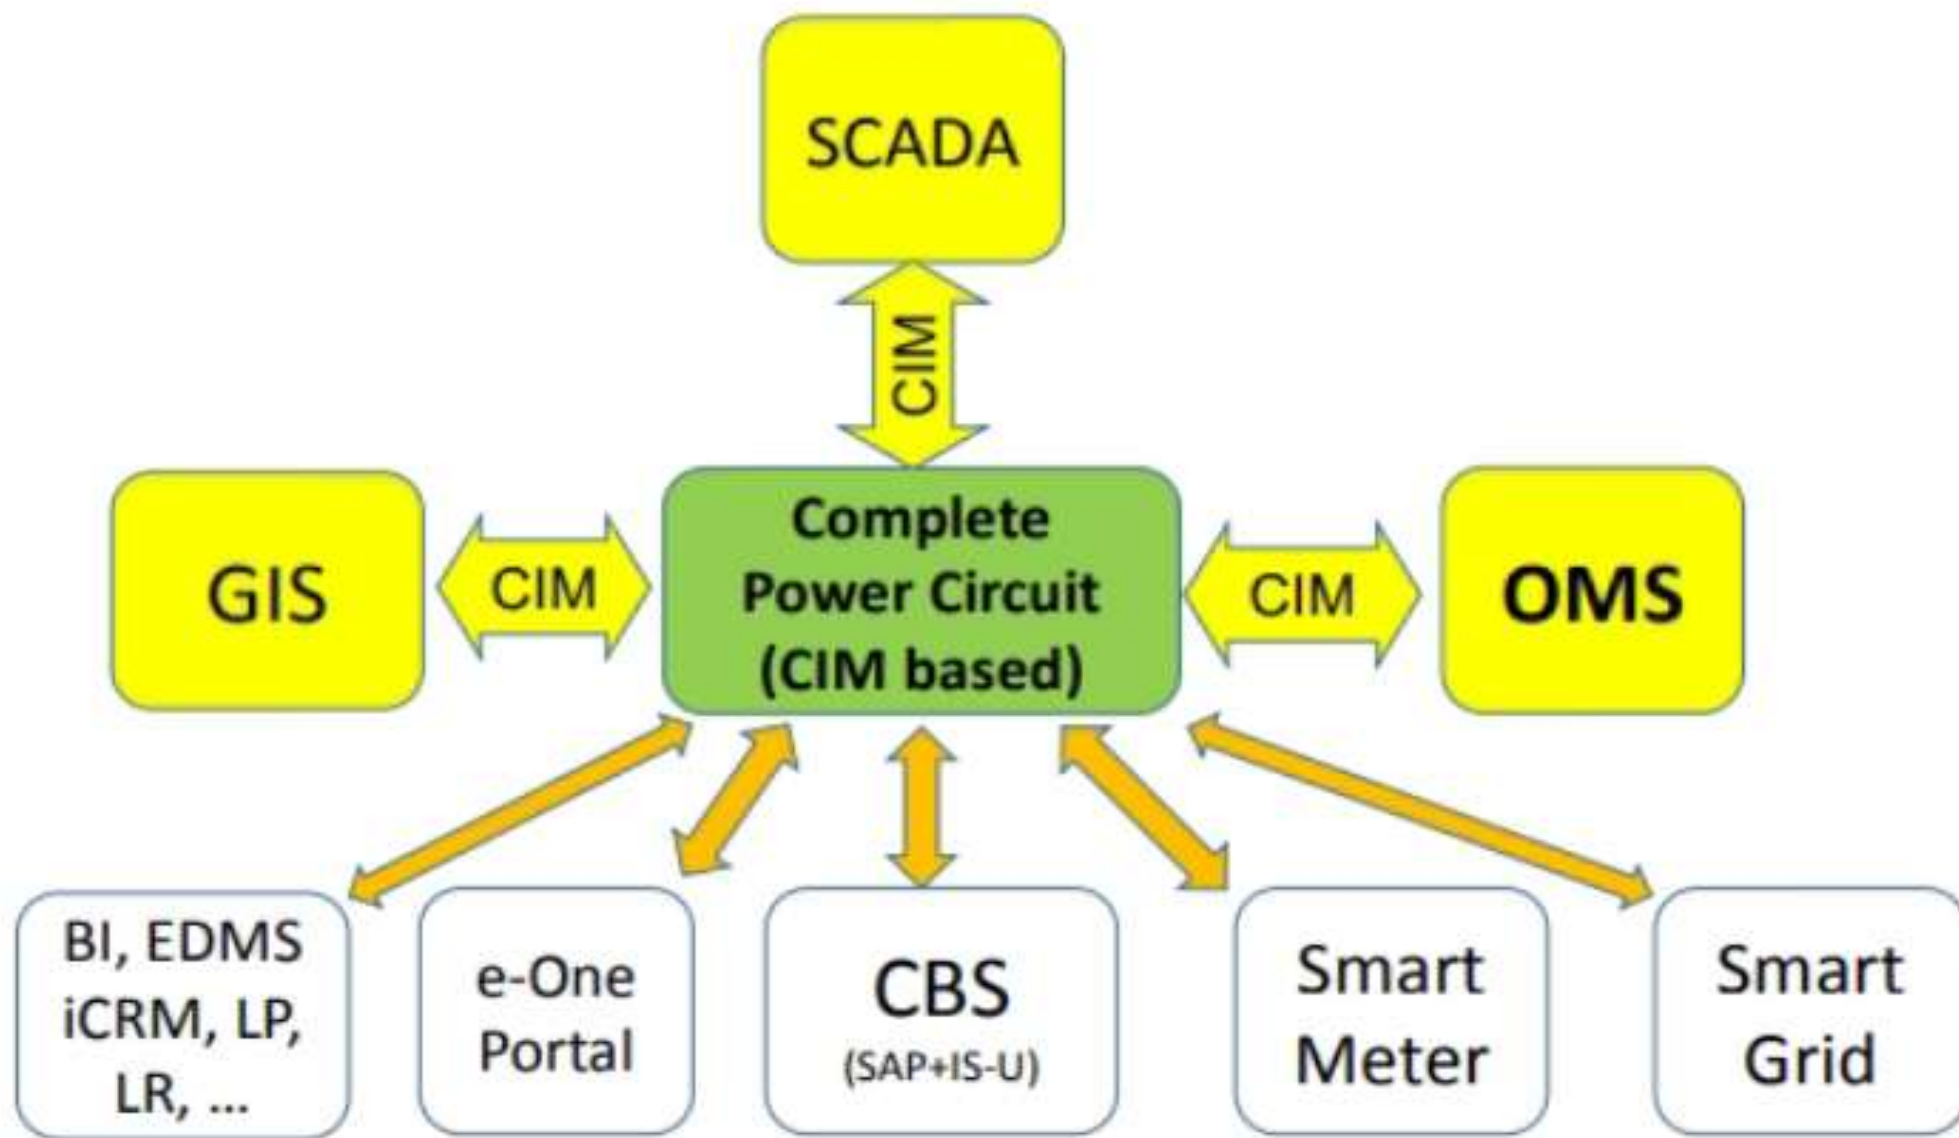 SCADA
CIM
GIS
CIM
Complete
Power Circuit
(CIM based)
CIM
OMS
BI, EDMS
iCRM, LP,
LR, ...
e-One
Portal
CBS
(SAP+IS-U)
Smart
Meter
Smart
Grid